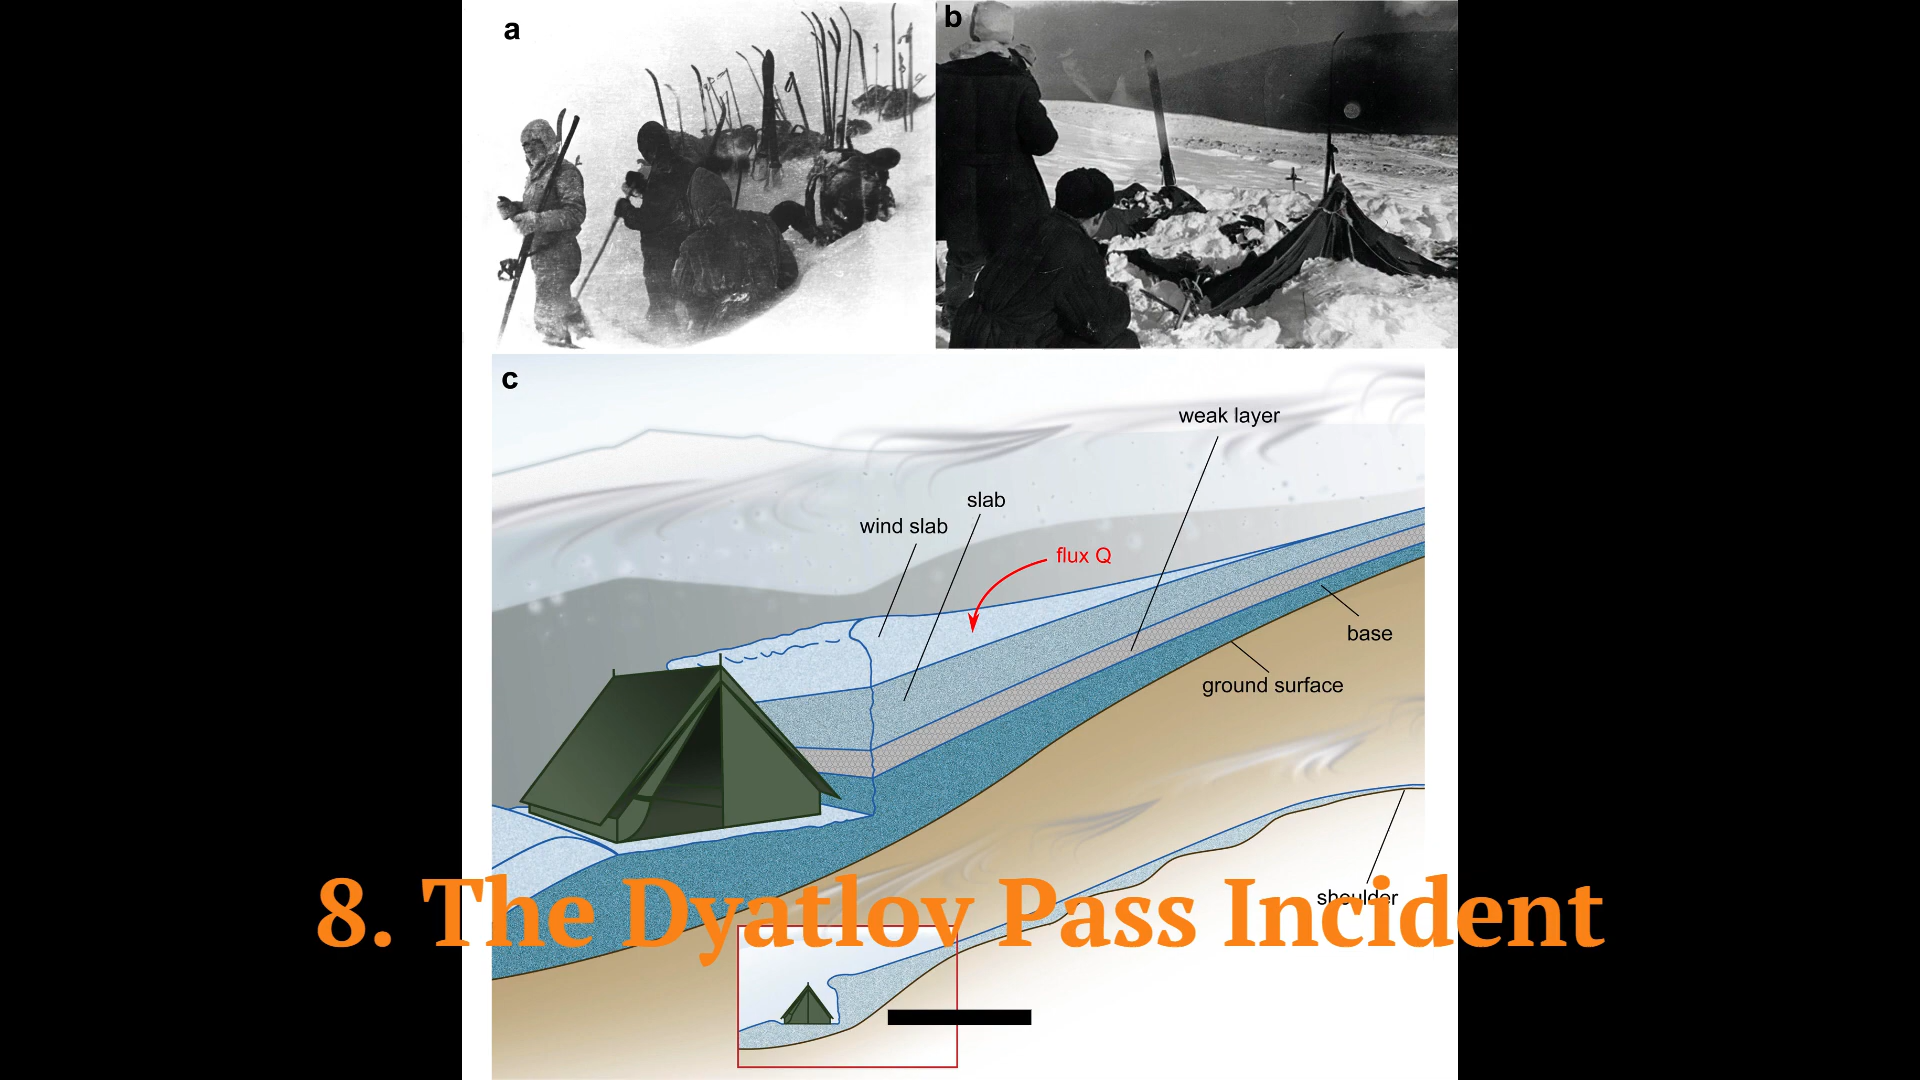 a
b
c
weak layer
slab
wind slab
flux Q
base
ground surface
shoulder
8. The Dyatlov Pass Incident